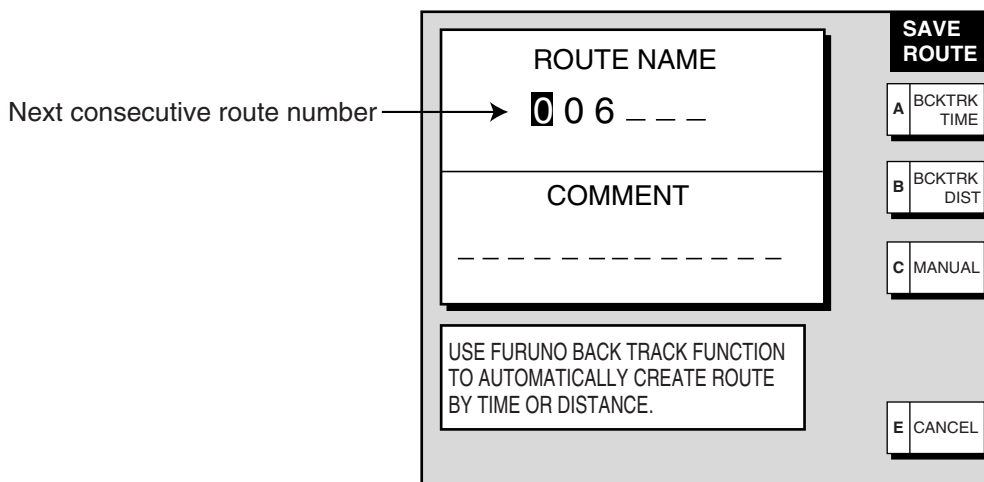 Next consecutive route number
ROUTE NAME
006_ _ _
COMMENT
_ _ _ _ _ _ _ _ _ _ _ _ _
USE FURUNO BACK TRACK FUNCTION
TO AUTOMATICALLY CREATE ROUTE
BY TIME OR DISTANCE.
SAVE
ROUTE
A BCKTRK
TIME
B BCKTRK
DIST
C MANUAL
E CANCEL